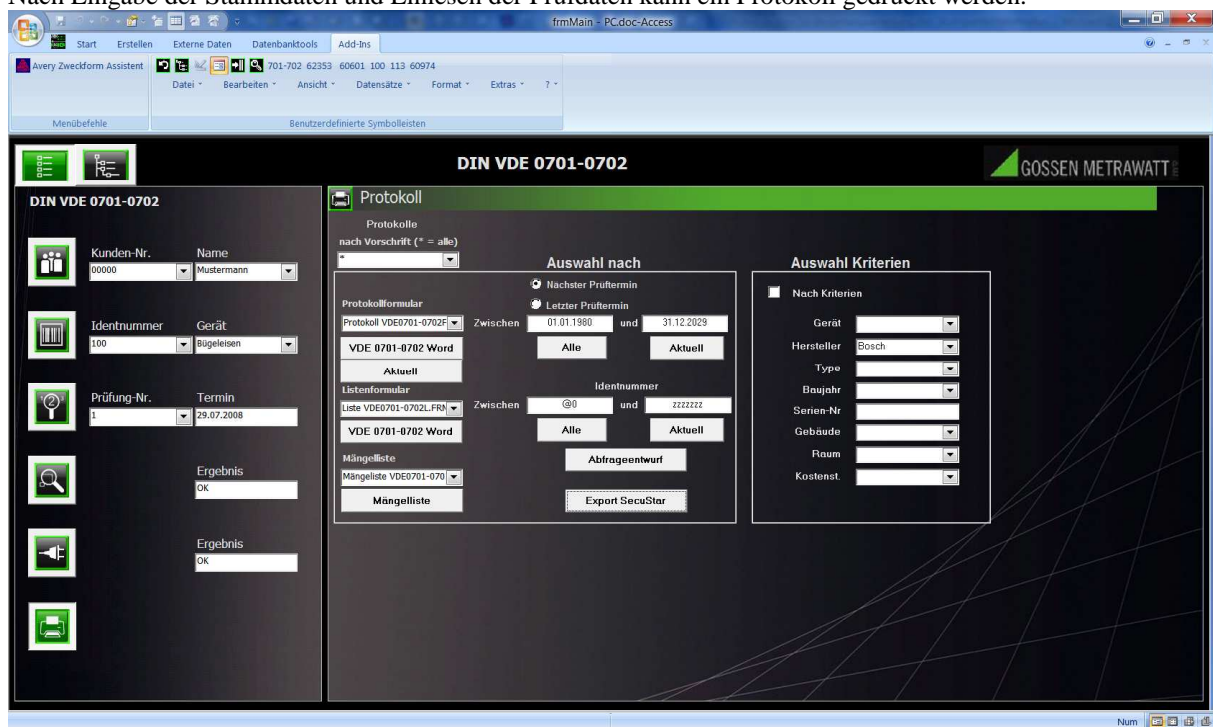 Nach Eingabe der Stammdaten und Einlesen der Prüfdaten kann ein Protokoll gedruckt werden.
frmMain - PC.doc-Access
Start Erstellen Externe Daten Datenbanktools Add-Ins
Avery Zweckform Assistent 701-702 62353 60601 100 113 60974
Datei Bearbeiten Ansicht Datensätze Format Extras ?
Menübefehle Benutzerdefinierte Symbolleisten
DIN VDE 0701-0702
GOSSEN METRAWATT
DIN VDE 0701-0702
Kunden-Nr. Name
00000 Mustermann
Identnummer Gerät
100 Bügeleisen
Prüfung-Nr. Termin
1 29.07.2008
Ergebnis
OK
Ergebnis
OK
Protokoll
Protokolle
nach Vorschrift (* = alle)
*
Auswahl nach
Nächster Prüftermin
Letzter Prüftermin
Protokollformular
Protokoll VDE0701-0702F Zwischen 01.01.1980 und 31.12.2029
VDE 0701-0702 Word Alle Aktuell
Aktuell
Listenformular Identnummer
Liste VDE0701-0702L.FRM Zwischen @0 und zzzzzzz
VDE 0701-0702 Word Alle Aktuell
Mängelliste Abfrageentwurf
Mängeliste VDE0701-070
Mängelliste Export SecuStar
Auswahl Kriterien
Nach Kriterien
Gerät
Hersteller Bosch
Type
Baujahr
Serien-Nr
Gebäude
Raum
Kostenst.
Num